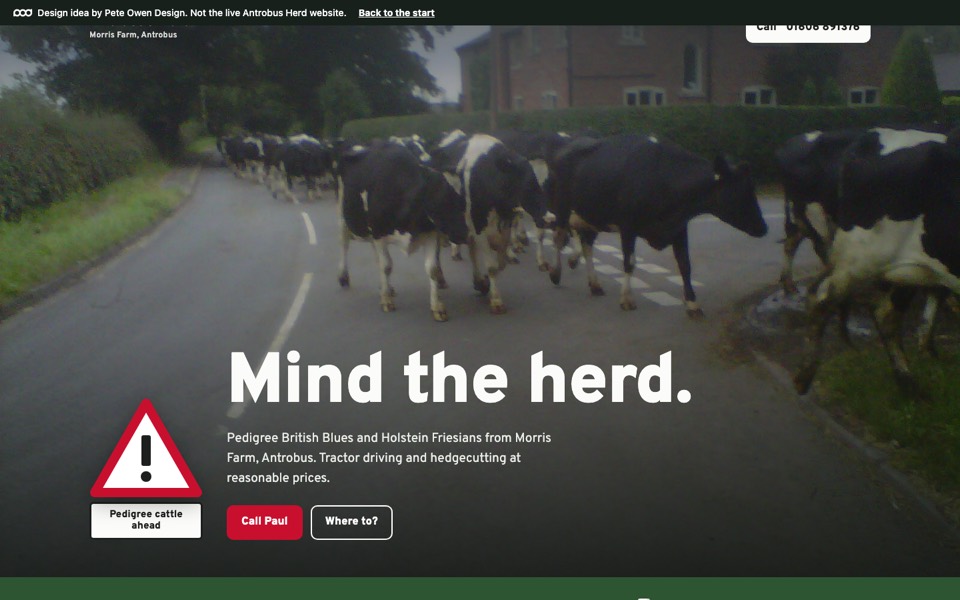 Design idea by Pete Owen Design. Not the live Antrobus Herd website. Back to the start
Morris Farm, Antrobus
Call 01606 891378
Mind the herd.
Pedigree British Blues and Holstein Friesians from Morris
Farm, Antrobus. Tractor driving and hedgecutting at
reasonable prices.
Pedigree cattle
ahead
Call Paul
Where to?